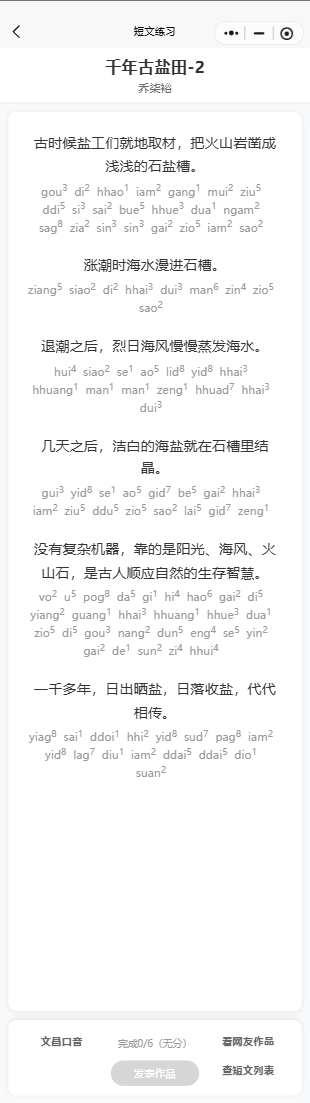 短文练习
千年古盐田-2
乔柒裕
古时候盐工们就地取材，把火山岩凿成
浅浅的石盐槽。
gou³ di² hhao¹ iam² gang¹ mui² ziu⁵
ddi⁵ si³ sai² bue⁵ hhue³ dua¹ ngam²
sag⁸ zia² sin³ sin³ gai² zio⁵ iam² sao²
涨潮时海水漫进石槽。
ziang⁵ siao² di² hhai³ dui³ man⁶ zin⁴ zio⁵
sao²
退潮之后，烈日海风慢慢蒸发海水。
hui⁴ siao² se¹ ao⁵ lid⁸ yid⁸ hhai³
hhuang¹ man¹ man¹ zeng¹ hhuad⁷ hhai³
dui³
几天之后，洁白的海盐就在石槽里结
晶。
gui³ yid⁸ se¹ ao⁵ gid⁷ be⁵ gai² hhai³
iam² ziu⁵ ddu⁵ zio⁵ sao² lai⁵ gid⁷ zeng¹
没有复杂机器，靠的是阳光、海风、火
山石，是古人顺应自然的生存智慧。
vo² u⁵ pog⁸ da⁵ gi¹ hi⁴ hao⁶ gai² di⁵
yiang² guang¹ hhai³ hhuang¹ hhue³ dua¹
zio⁵ di⁵ gou³ nang² dun⁵ eng⁴ se⁵ yin²
gai² de¹ sun² zi⁴ hhui⁴
一千多年，日出晒盐，日落收盐，代代
相传。
yiag⁸ sai¹ ddoi¹ hhi² yid⁸ sud⁷ pag⁸ iam²
yid⁸ lag⁷ diu¹ iam² ddai⁵ ddai⁵ dio¹
suan²
文昌口音
完成0/6（无分）
看网友作品
发表作品
查短文列表